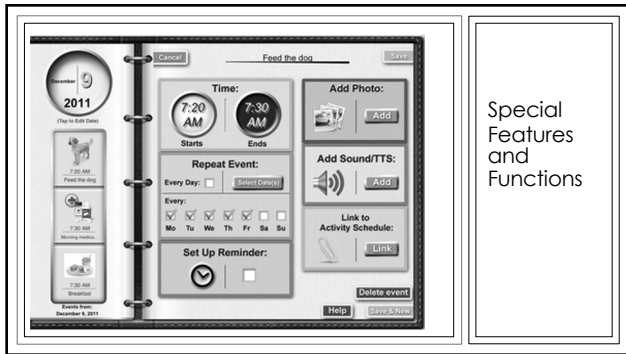 Cancel
Feed the dog
Save
December 9
2011
(Tap to Edit Date)
7:20 AM
Feed the dog
7:30 AM
Morning medica...
7:30 AM
Breakfast
Events from:
December 9, 2011
Time:
7:20 AM
7:30 AM
Starts
Ends
Repeat Event:
Every Day:
Select Date(s)
Every:
Mo Tu We Th Fr Sa Su
Set Up Reminder:
Add Photo:
Add
Add Sound/TTS:
Add
Link to
Activity Schedule:
Link
Delete event
Help
Save & New
Special
Features
and
Functions